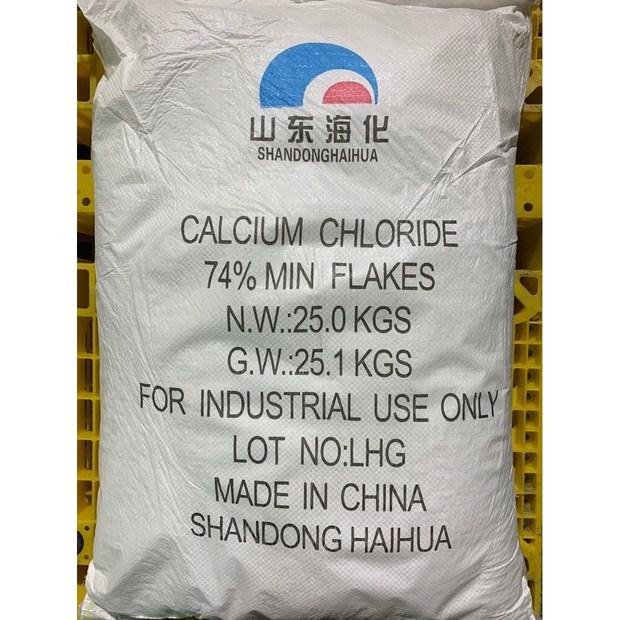 山东海化
SHANDONGHAIHUA
CALCIUM CHLORIDE
74% MIN FLAKES
N.W.:25.0 KGS
G.W.:25.1 KGS
FOR INDUSTRIAL USE ONLY
LOT NO:LHG
MADE IN CHINA
SHANDONG HAIHUA